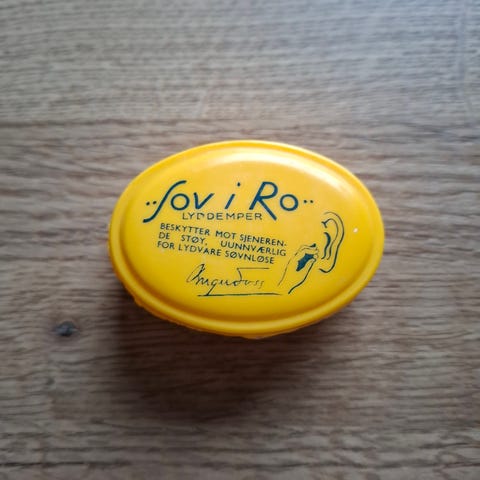 ..Sov i Ro..
LYDDEMPER
BESKYTTER MOT SJENEREN-
DE STØY, UUNNVÆRLIG
FOR LYDVARE SØVNLØSE